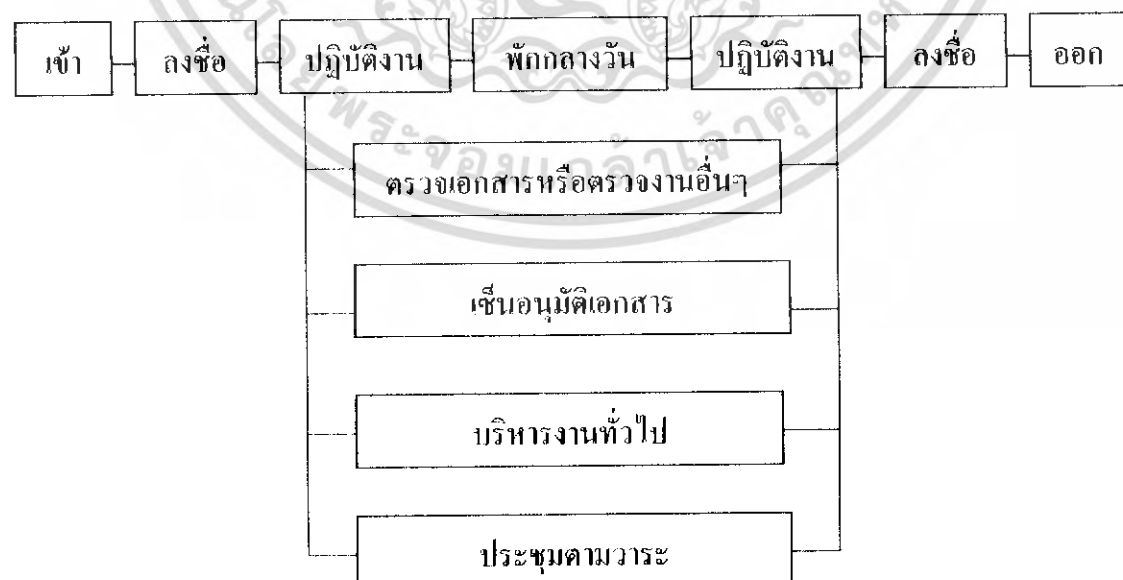 เข้า
ลงชื่อ
ปฏิบัติงาน
พักกลางวัน
ปฏิบัติงาน
ลงชื่อ
ออก
ตรวจเอกสารหรือตรวจงานอื่นๆ
เซ็นอนุมัติเอกสาร
บริหารงานทั่วไป
ประชุมตามวาระ